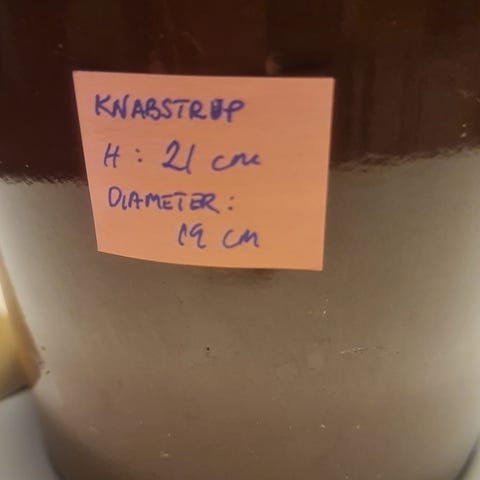 KNABSTRUP
H: 21 cm
DIAMETER:
19 cm